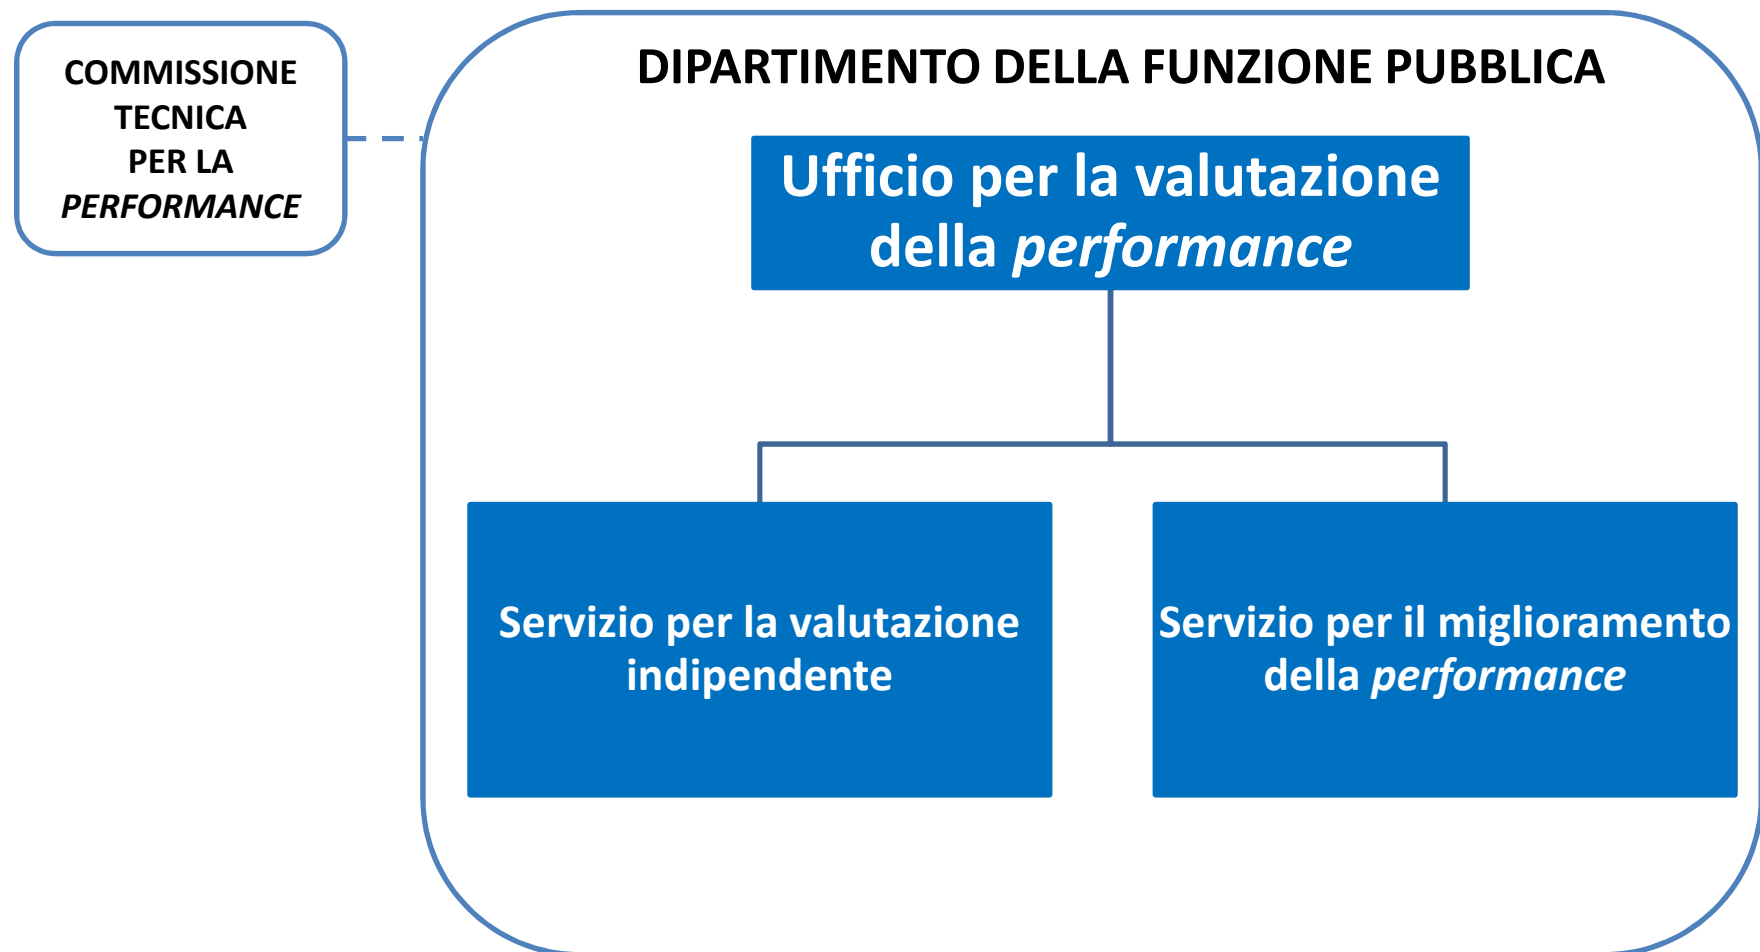 COMMISSIONE
TECNICA
PER LA
PERFORMANCE
DIPARTIMENTO DELLA FUNZIONE PUBBLICA
Ufficio per la valutazione
della performance
Servizio per la valutazione
indipendente
Servizio per il miglioramento
della performance